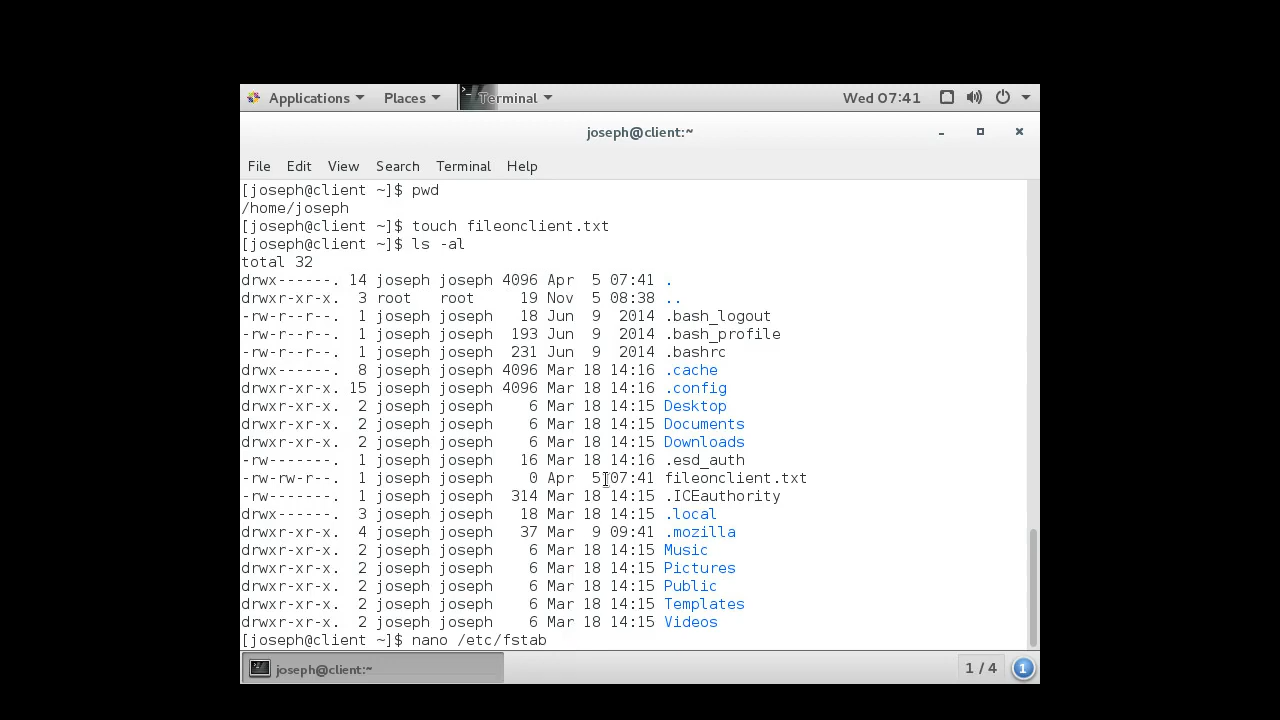 Applications Places Terminal Wed 07:41
joseph@client:~
File Edit View Search Terminal Help
[joseph@client ~]$ pwd
/home/joseph
[joseph@client ~]$ touch fileonclient.txt
[joseph@client ~]$ ls -al
total 32
drwx------. 14 joseph joseph 4096 Apr  5 07:41 .
drwxr-xr-x.  3 root   root     19 Nov  5 08:38 ..
-rw-r--r--.  1 joseph joseph   18 Jun  9  2014 .bash_logout
-rw-r--r--.  1 joseph joseph  193 Jun  9  2014 .bash_profile
-rw-r--r--.  1 joseph joseph  231 Jun  9  2014 .bashrc
drwx------.  8 joseph joseph 4096 Mar 18 14:16 .cache
drwxr-xr-x. 15 joseph joseph 4096 Mar 18 14:16 .config
drwxr-xr-x.  2 joseph joseph    6 Mar 18 14:15 Desktop
drwxr-xr-x.  2 joseph joseph    6 Mar 18 14:15 Documents
drwxr-xr-x.  2 joseph joseph    6 Mar 18 14:15 Downloads
-rw-------.  1 joseph joseph   16 Mar 18 14:16 .esd_auth
-rw-rw-r--.  1 joseph joseph    0 Apr  5 07:41 fileonclient.txt
-rw-------.  1 joseph joseph  314 Mar 18 14:15 .ICEauthority
drwx------.  3 joseph joseph   18 Mar 18 14:15 .local
drwxr-xr-x.  4 joseph joseph   37 Mar  9 09:41 .mozilla
drwxr-xr-x.  2 joseph joseph    6 Mar 18 14:15 Music
drwxr-xr-x.  2 joseph joseph    6 Mar 18 14:15 Pictures
drwxr-xr-x.  2 joseph joseph    6 Mar 18 14:15 Public
drwxr-xr-x.  2 joseph joseph    6 Mar 18 14:15 Templates
drwxr-xr-x.  2 joseph joseph    6 Mar 18 14:15 Videos
[joseph@client ~]$ nano /etc/fstab
joseph@client:~ 1 / 4 1